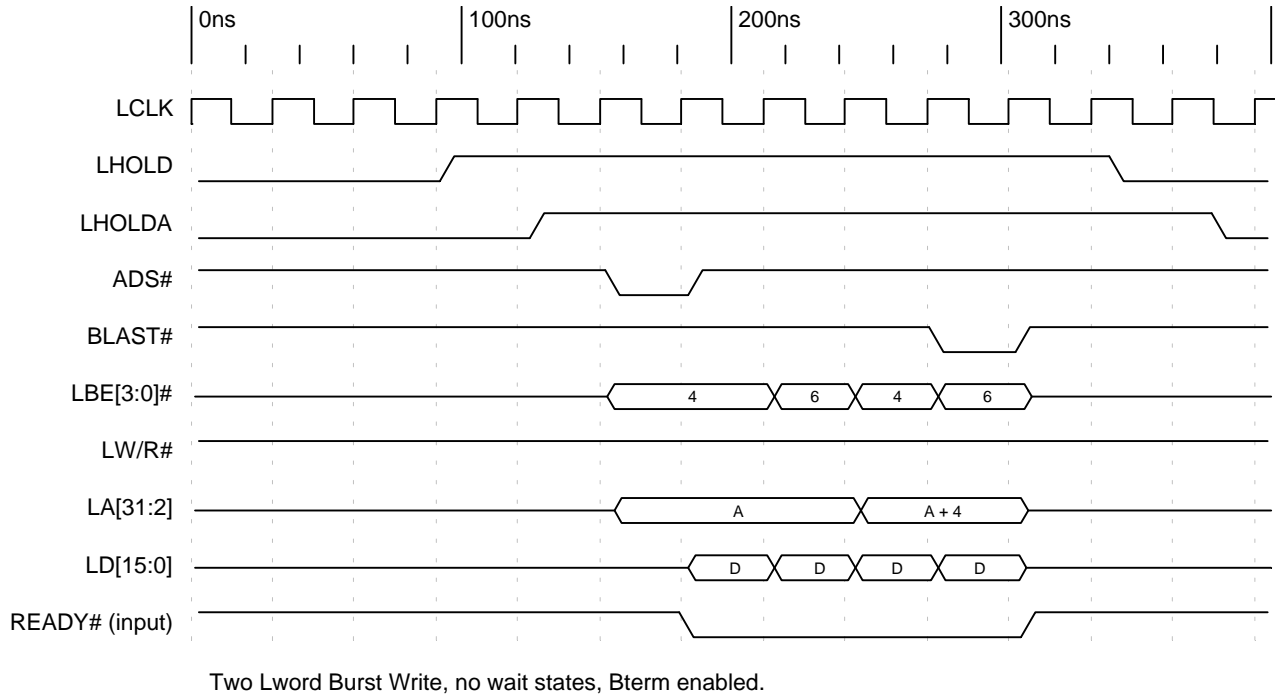 0ns 100ns 200ns 300ns
LCLK
LHOLD
LHOLDA
ADS#
BLAST#
LBE[3:0]# 4 6 4 6
LW/R#
LA[31:2] A A + 4
LD[15:0] D D D D
READY# (input)
Two Lword Burst Write, no wait states, Bterm enabled.